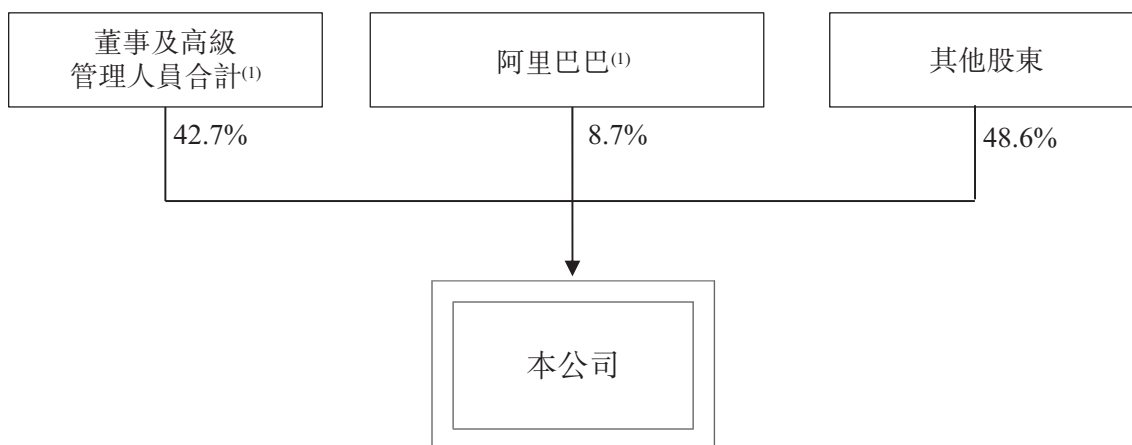 董事及高級
管理人員合計(1)
阿里巴巴(1)
其他股東
42.7%
8.7%
48.6%
本公司